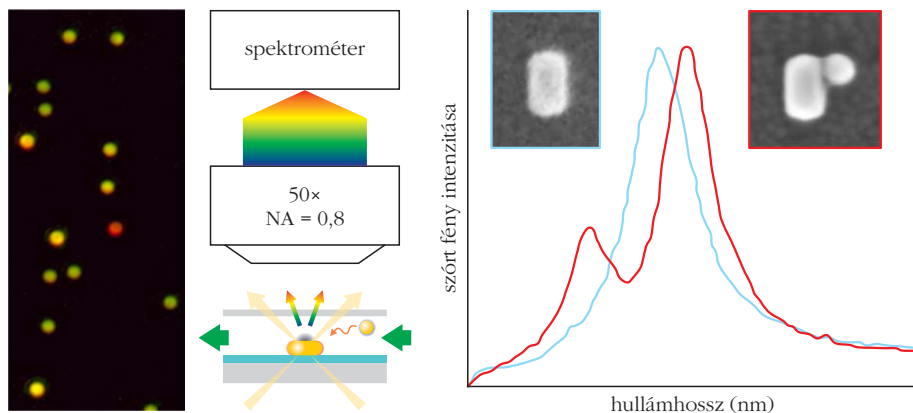 spektrométer
50×
NA = 0,8
szórt fény intenzitása
hullámhossz (nm)